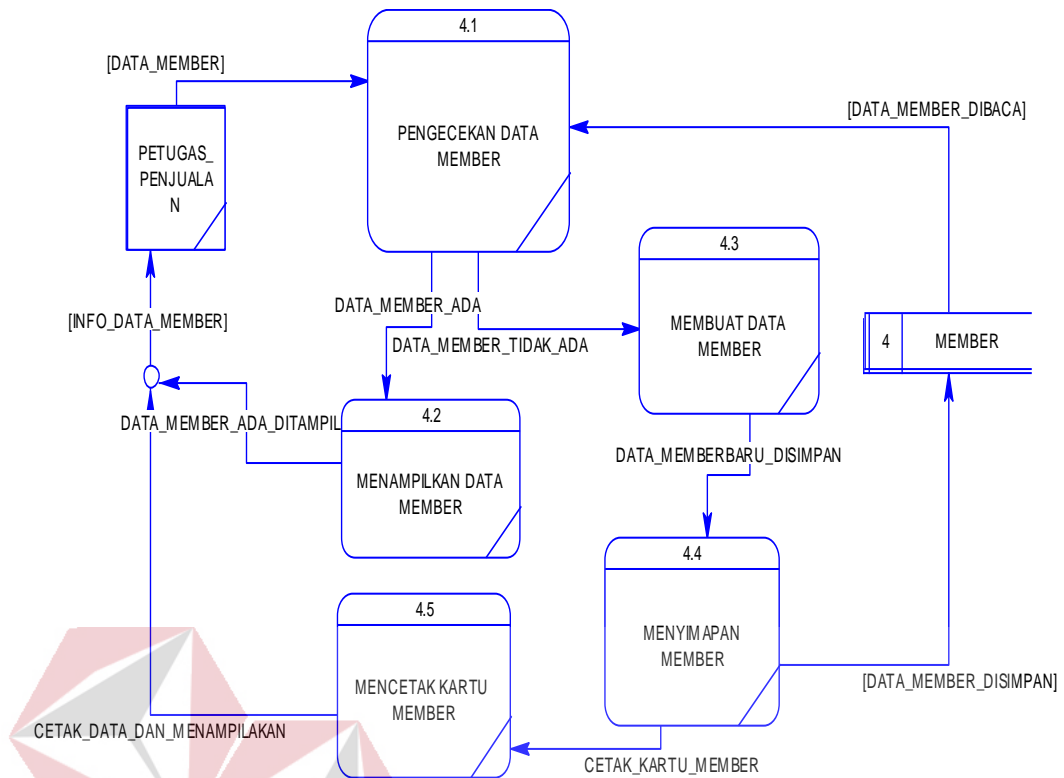 4.1
[DATA_MEMBER]
[DATA_MEMBER_DIBACA]
PENGECEKAN DATA
MEMBER
PETUGAS_
PENJUALA
N
4.3
DATA_MEMBER_ADA
[INFO_DATA_MEMBER]
DATA_MEMBER_TIDAK_ADA
MEMBUAT DATA
MEMBER
4
MEMBER
4.2
DATA_MEMBER_ADA_DITAMPIL
DATA_MEMBERBARU_DISIMPAN
MENAMPILKAN DATA
MEMBER
4.4
4.5
MENYIMAPAN
MEMBER
MENCETAK KARTU
MEMBER
[DATA_MEMBER_DISIMPAN]
CETAK_DATA_DAN_MENAMPILAKAN
CETAK_KARTU_MEMBER